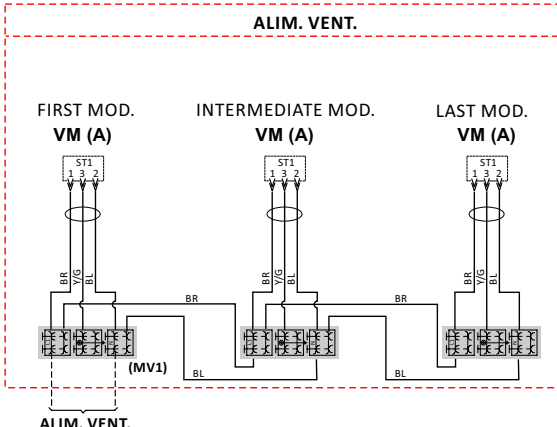 ALIM. VENT.
FIRST MOD. INTERMEDIATE MOD. LAST MOD.
VM (A) VM (A) VM (A)
ST1 ST1 ST1
1 3 2 1 3 2 1 3 2
BR Y/G BL BR Y/G BL BR Y/G BL
BR BR
(MV1)
BL BL
ALIM. VENT.